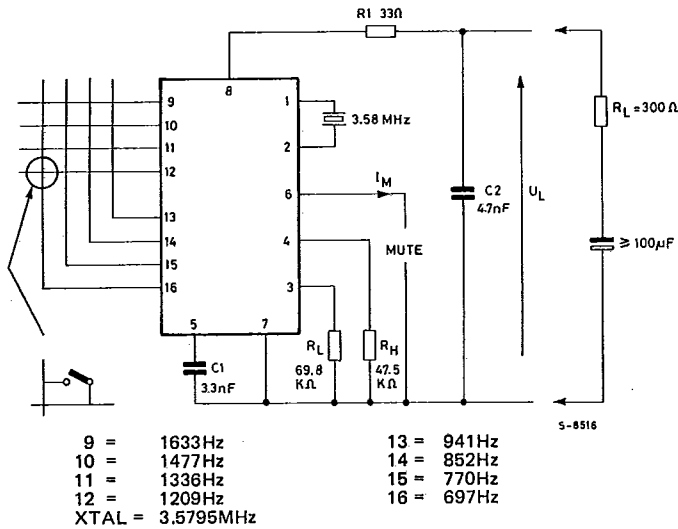 R1 33Ω
8
9
10
11
12
13
14
15
16
1
3.58 MHz
2
6
I_M
4
MUTE
3
5
7
C1
3.3nF
R_L
69.8
KΩ
R_H
47.5
KΩ
C2
4.7nF
U_L
R_L = 300Ω
≥ 100µF
S-8516
9 = 1633Hz
10 = 1477Hz
11 = 1336Hz
12 = 1209Hz
XTAL = 3.5795MHz
13 = 941Hz
14 = 852Hz
15 = 770Hz
16 = 697Hz